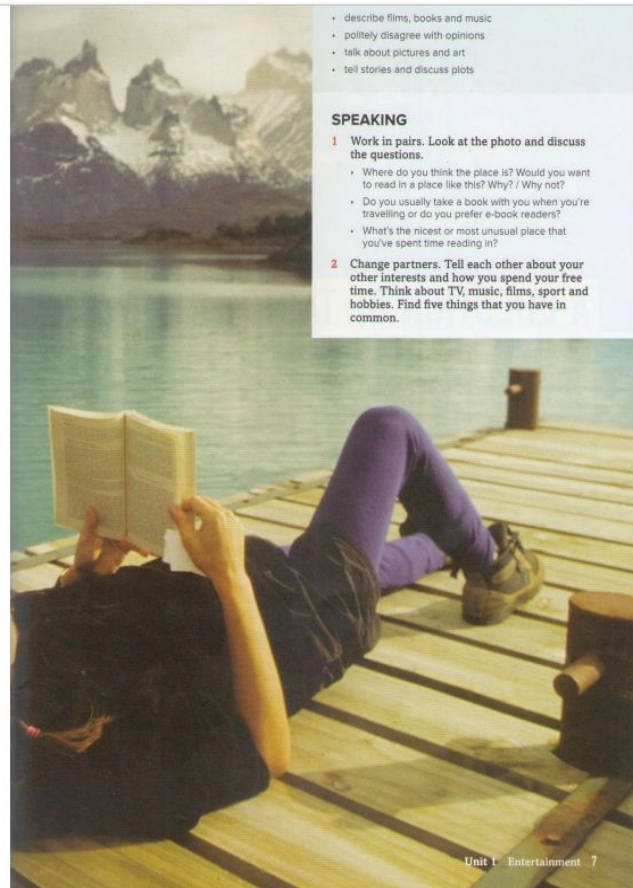 • describe films, books and music
• politely disagree with opinions
• talk about pictures and art
• tell stories and discuss plots
SPEAKING
1 Work in pairs. Look at the photo and discuss
the questions.
• Where do you think the place is? Would you want
to read in a place like this? Why? / Why not?
• Do you usually take a book with you when you're
travelling or do you prefer e-book readers?
• What's the nicest or most unusual place that
you've spent time reading in?
2 Change partners. Tell each other about your
other interests and how you spend your free
time. Think about TV, music, films, sport and
hobbies. Find five things that you have in
common.
Unit 1 Entertainment 7